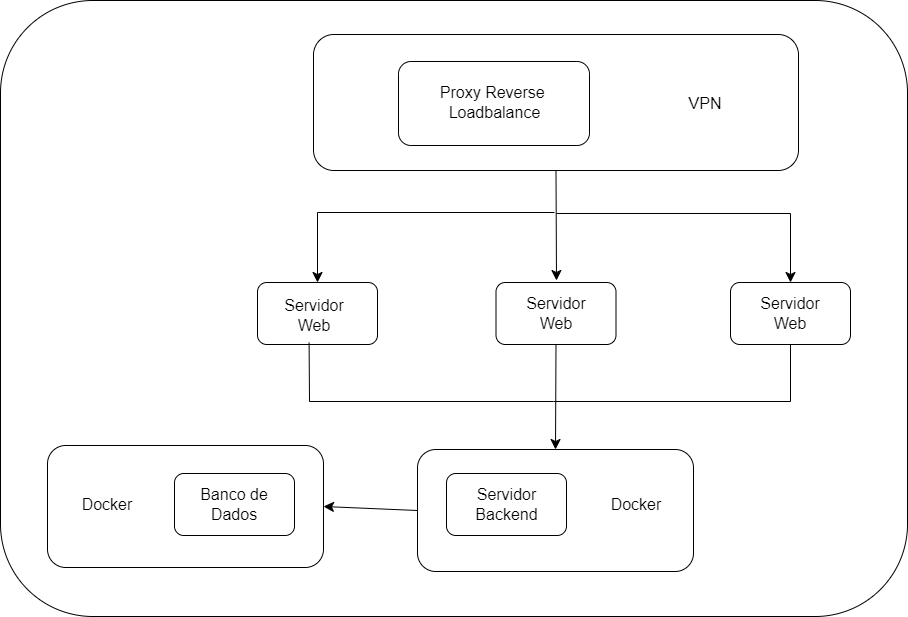 Proxy Reverse
Loadbalance
VPN
Servidor
Web
Servidor
Web
Servidor
Web
Docker
Banco de
Dados
Servidor
Backend
Docker